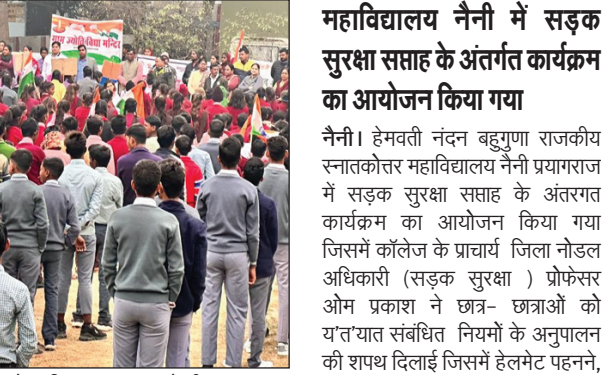 ज्योति विद्या मन्दिर
महाविद्यालय नैनी में सड़क
सुरक्षा सप्ताह के अंतर्गत कार्यक्रम
का आयोजन किया गया
नैनी। हेमवती नंदन बहुगुणा राजकीय
स्नातकोत्तर महाविद्यालय नैनी प्रयागराज
में सड़क सुरक्षा सप्ताह के अंतरगत
कार्यक्रम का आयोजन किया गया
जिसमें कॉलेज के प्राचार्य जिला नोडल
अधिकारी (सड़क सुरक्षा ) प्रोफेसर
ओम प्रकाश ने छात्र- छात्राओं को
य'त'यात संबंधित नियमों के अनुपालन
की शपथ दिलाई जिसमें हेलमेट पहनने,